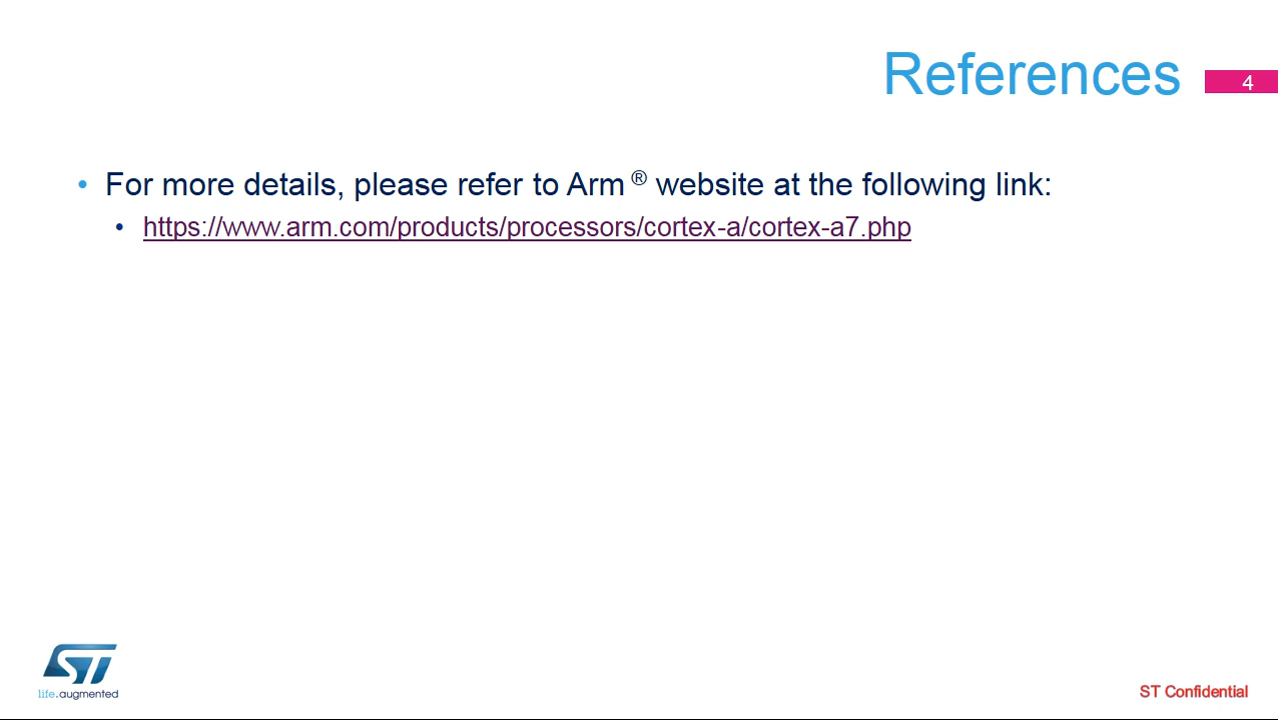 References
4
• For more details, please refer to Arm® website at the following link:
• https://www.arm.com/products/processors/cortex-a/cortex-a7.php
ST
life.augmented
ST Confidential